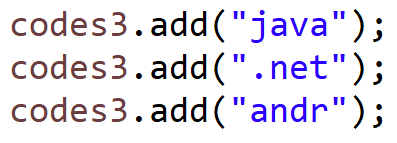 codes3.add("java");
codes3.add(".net");
codes3.add("andr");